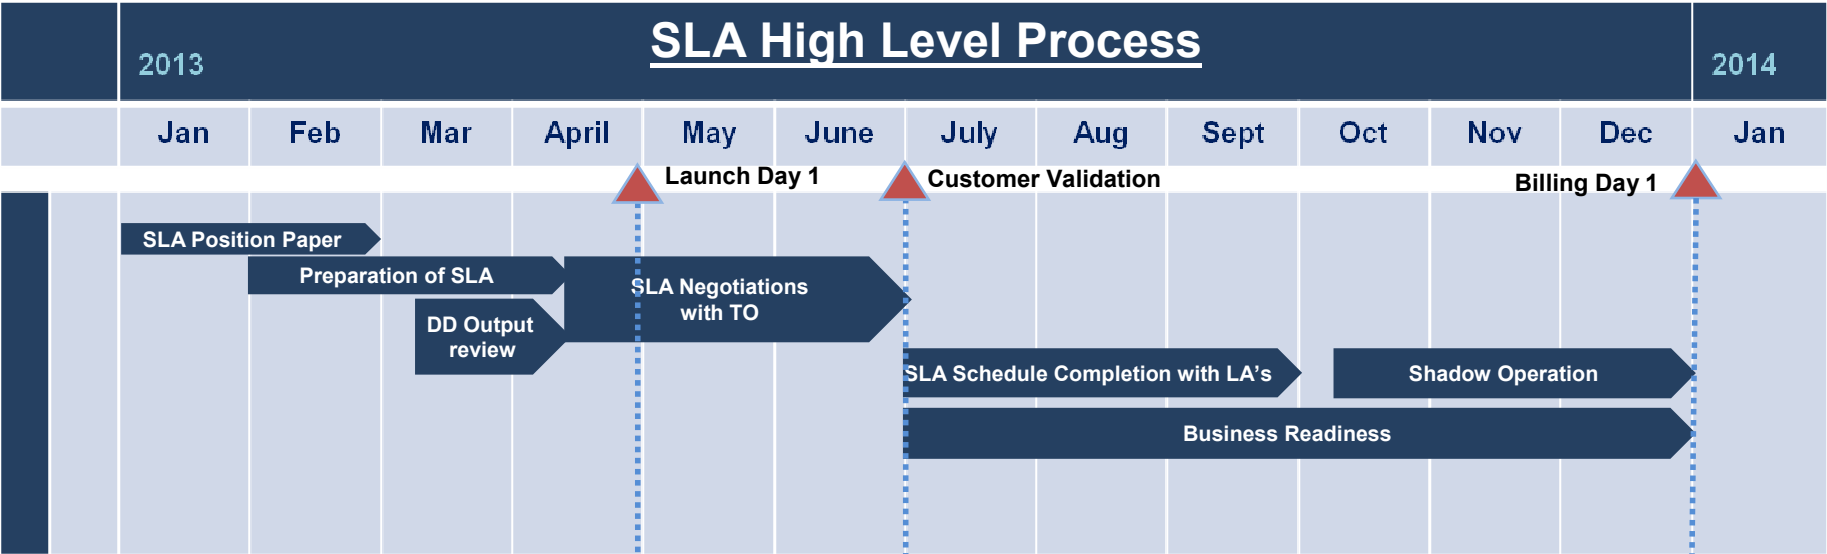 SLA High Level Process
2013
2014
Jan Feb Mar April May June July Aug Sept Oct Nov Dec Jan
Launch Day 1
Customer Validation
Billing Day 1
SLA Position Paper
Preparation of SLA
SLA Negotiations
with TO
DD Output
review
SLA Schedule Completion with LA’s
Shadow Operation
Business Readiness